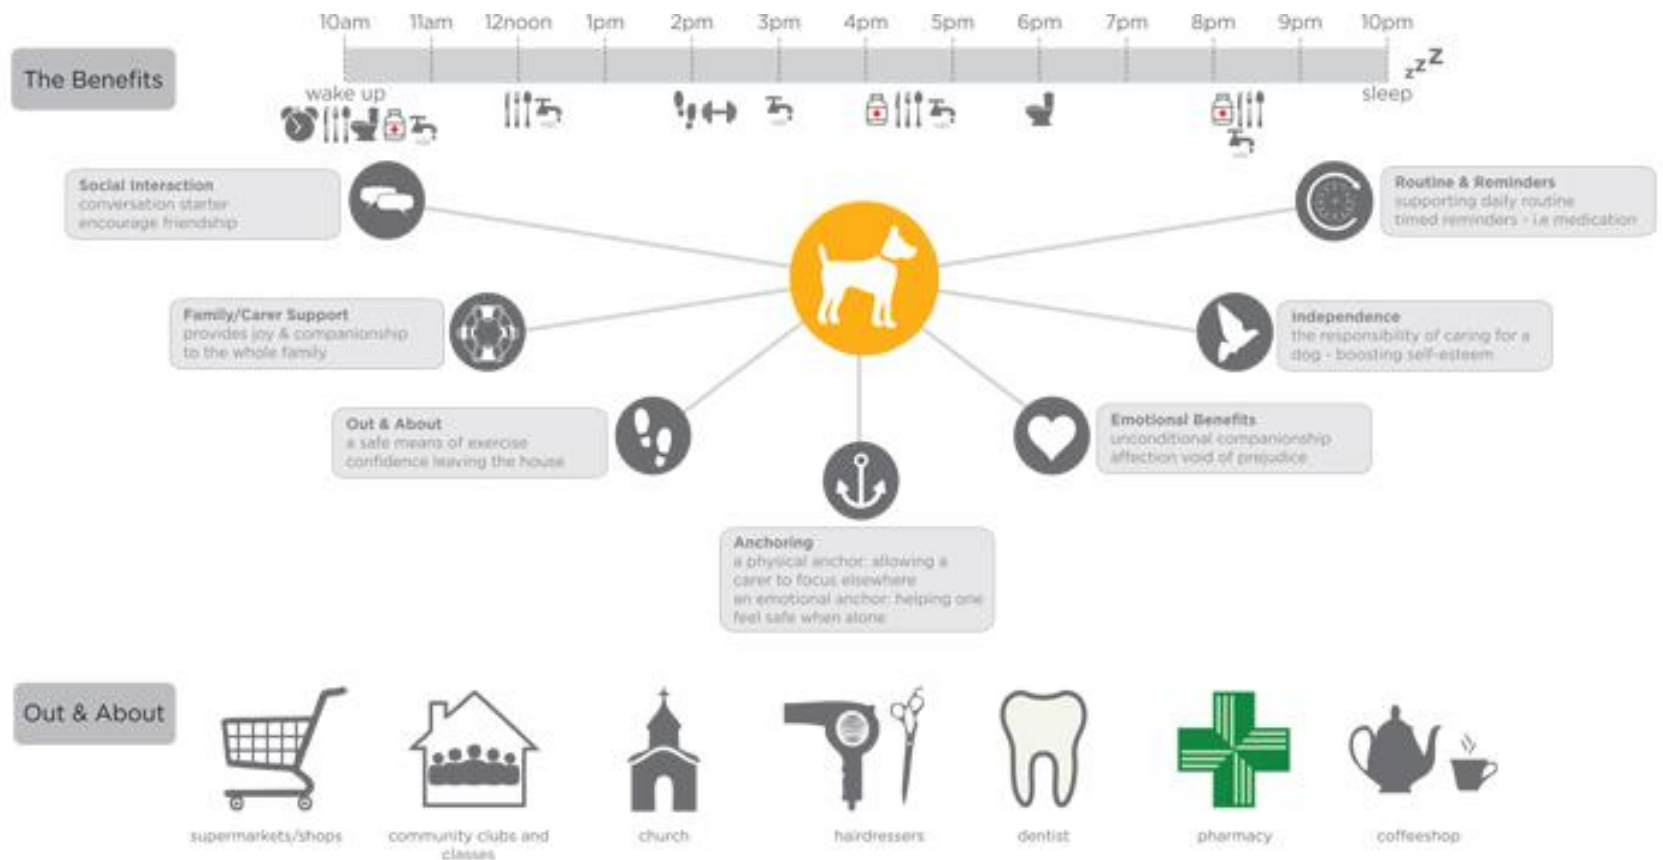 10am 11am 12noon 1pm 2pm 3pm 4pm 5pm 6pm 7pm 8pm 9pm 10pm
The Benefits
zzZ
wake up
sleep
Social Interaction
conversation starter
encourage friendship
Routine & Reminders
supporting daily routine
timed reminders - i.e medication
Family/Carer Support
provides joy & companionship
to the whole family
Independence
the responsibility of caring for a
dog - boosting self-esteem
Out & About
a safe means of exercise
confidence leaving the house
Emotional Benefits
unconditional companionship
affection void of prejudice
Anchoring
a physical anchor: allowing a
carer to focus elsewhere
an emotional anchor: helping one
feel safe when alone
Out & About
supermarkets/shops
community clubs and
classes
church
hairdressers
dentist
pharmacy
coffeeshop